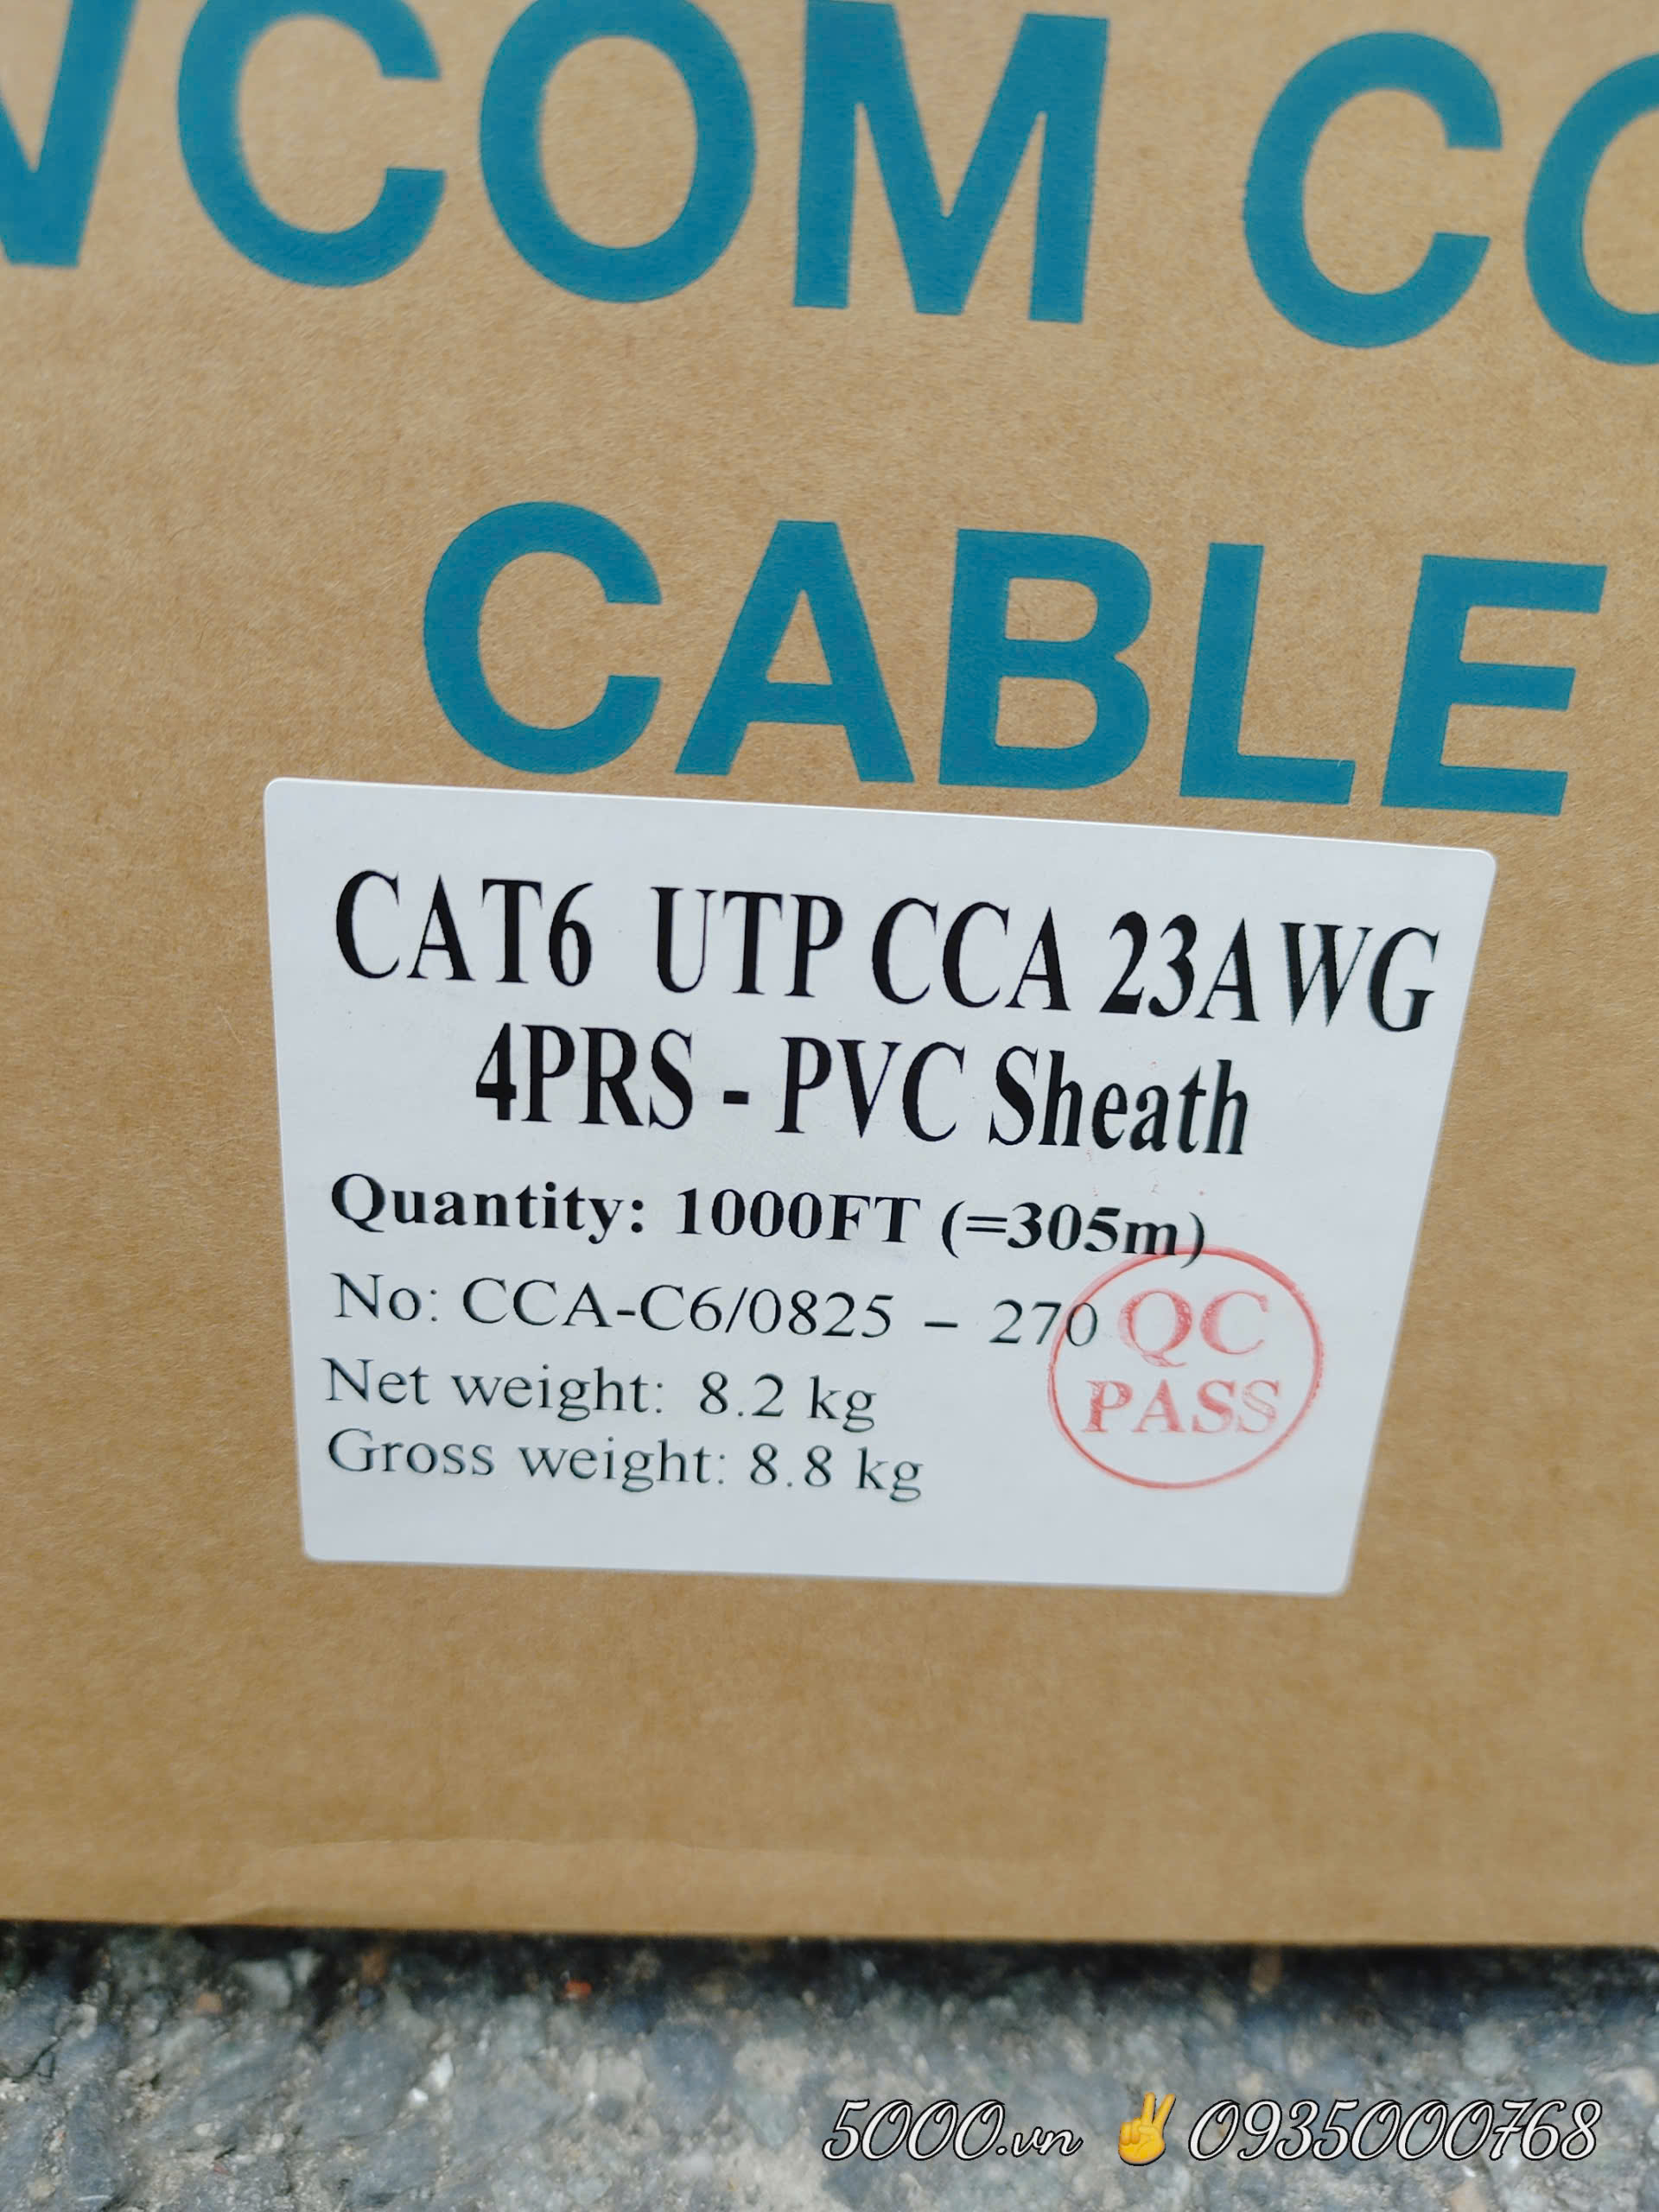 COM
CABLE
CAT6 UTP CCA 23AWG
4PRS - PVC Sheath
Quantity: 1000FT (=305m)
No: CCA-C6/0825 - 270
QC
PASS
Net weight: 8.2 kg
Gross weight: 8.8 kg
5000.vn ✌ 0935000768